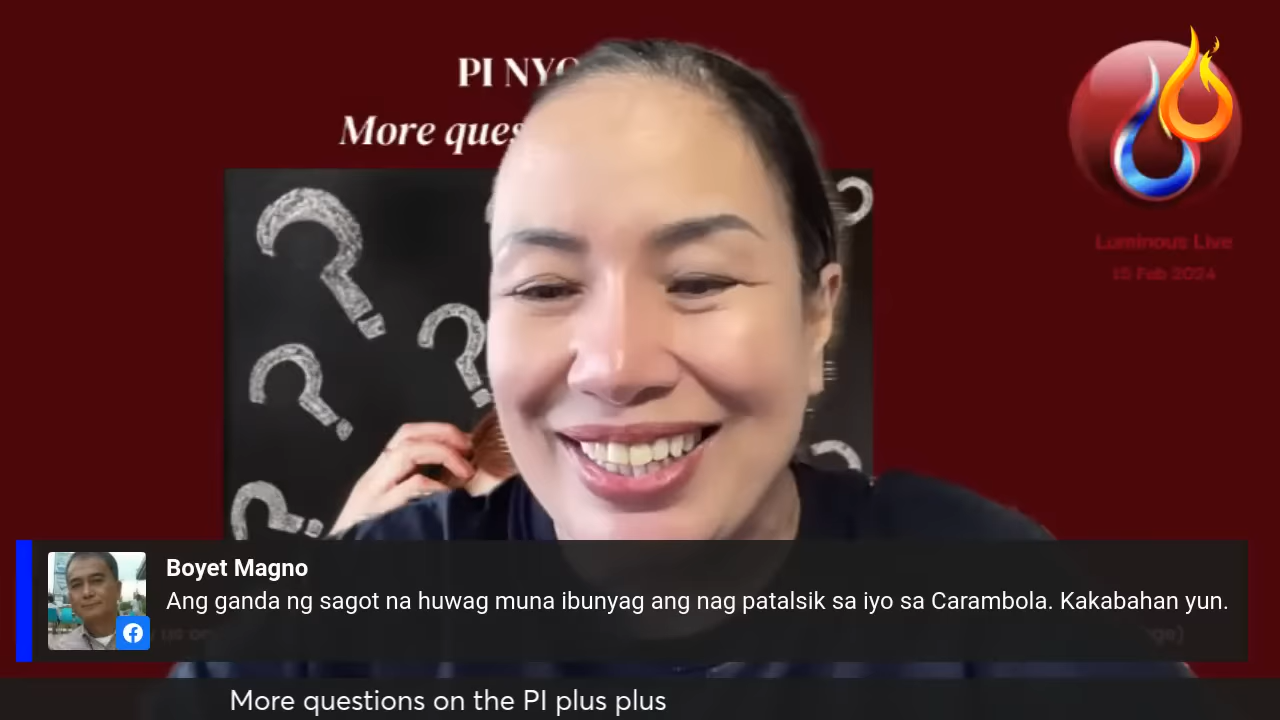 PI NYO
More ques
Luminous Live
15 Feb 2024
Boyet Magno
Ang ganda ng sagot na huwag muna ibunyag ang nag patalsik sa iyo sa Carambola. Kakabahan yun.
More questions on the PI plus plus